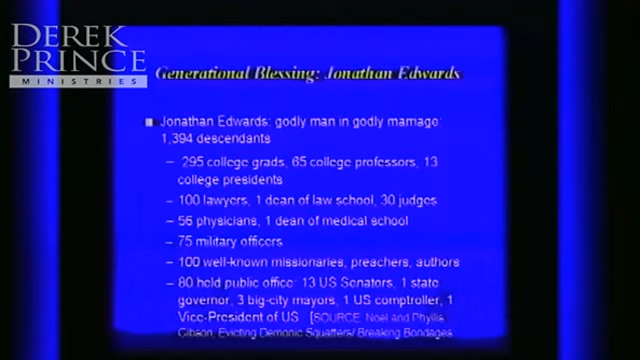 DEREK
PRINCE
MINISTRIES
Generational Blessing: Jonathan Edwards
Jonathan Edwards: godly man in godly marriage:
1,394 descendants
– 295 college grads, 65 college professors, 13
college presidents
– 100 lawyers, 1 dean of law school, 30 judges
– 56 physicians, 1 dean of medical school
– 75 military officers
– 100 well-known missionaries, preachers, authors
– 80 held public office: 13 US Senators, 1 state
governor, 3 big-city mayors, 1 US comptroller, 1
Vice-President of US [SOURCE: Noel and Phyllis
Gibson, Evicting Demonic Squatters/ Breaking Bondages